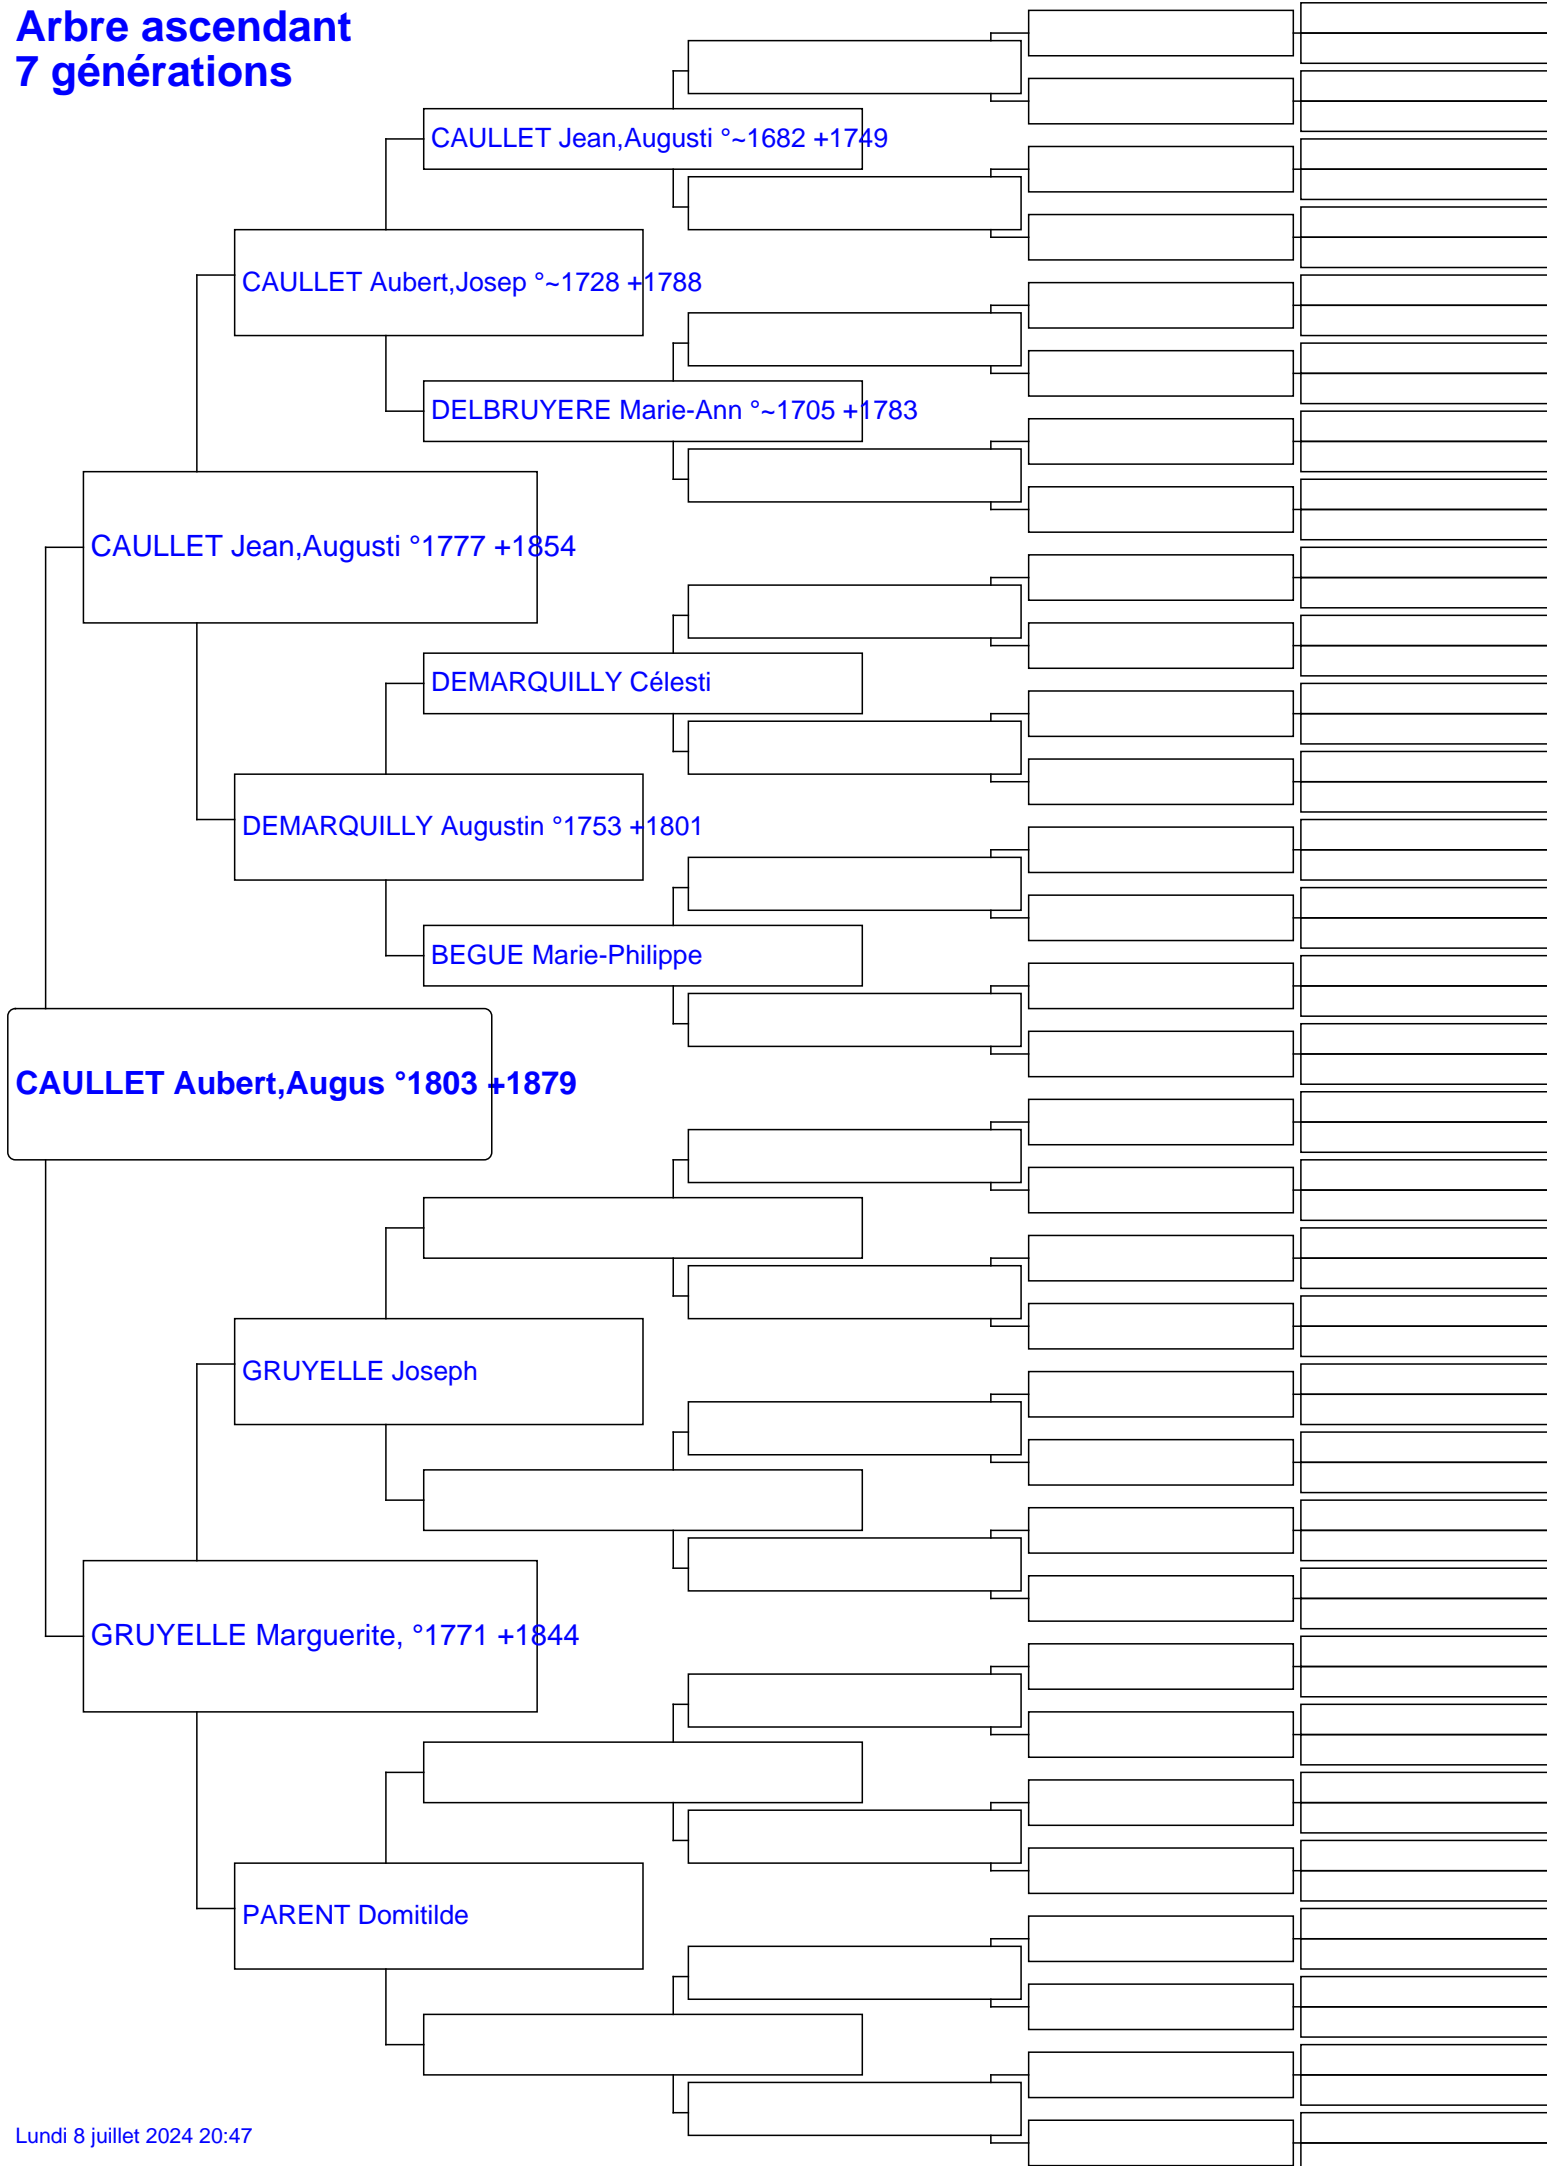 Arbre ascendant
7 générations
CAULLET Jean,Augusti °~1682 +1749
CAULLET Aubert,Josep °~1728 +1788
DELBRUYERE Marie-Ann °~1705 +1783
CAULLET Jean,Augusti °1777 +1854
DEMARQUILLY Célesti
DEMARQUILLY Augustin °1753 +1801
BEGUE Marie-Philippe
CAULLET Aubert,Augus °1803 +1879
GRUYELLE Joseph
GRUYELLE Marguerite, °1771 +1844
PARENT Domitilde
Lundi 8 juillet 2024 20:47